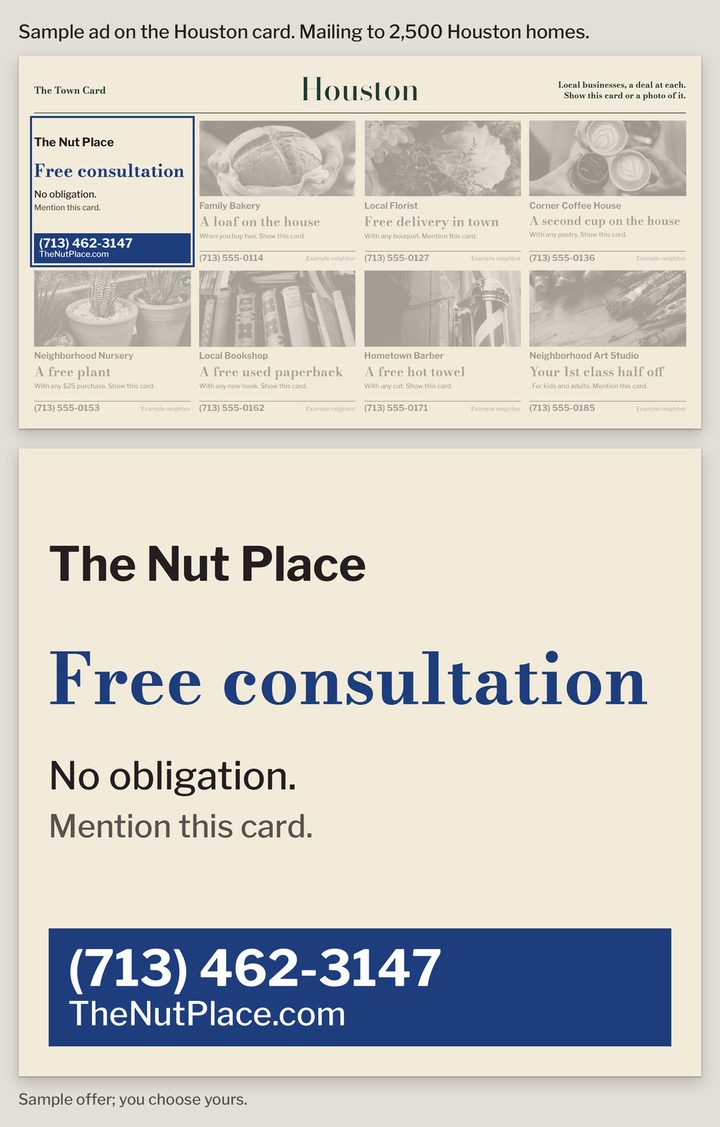 Sample ad on the Houston card. Mailing to 2,500 Houston homes.
The Town Card
Houston
Local businesses, a deal at each.
Show this card or a photo of it.
The Nut Place
Free consultation
No obligation.
Mention this card.
(713) 462-3147
TheNutPlace.com
Family Bakery
A loaf on the house
When you buy two. Show this card.
(713) 555-0114
Example neighbor
Local Florist
Free delivery in town
With any bouquet. Mention this card.
(713) 555-0127
Example neighbor
Corner Coffee House
A second cup on the house
With any pastry. Show this card.
(713) 555-0136
Example neighbor
Neighborhood Nursery
A free plant
With any $25 purchase. Show this card.
(713) 555-0153
Example neighbor
Local Bookshop
A free used paperback
With any new book. Show this card.
(713) 555-0162
Example neighbor
Hometown Barber
A free hot towel
With any cut. Show this card.
(713) 555-0171
Example neighbor
Neighborhood Art Studio
Your 1st class half off
For kids and adults. Mention this card.
(713) 555-0185
Example neighbor
The Nut Place
Free consultation
No obligation.
Mention this card.
(713) 462-3147
TheNutPlace.com
Sample offer; you choose yours.